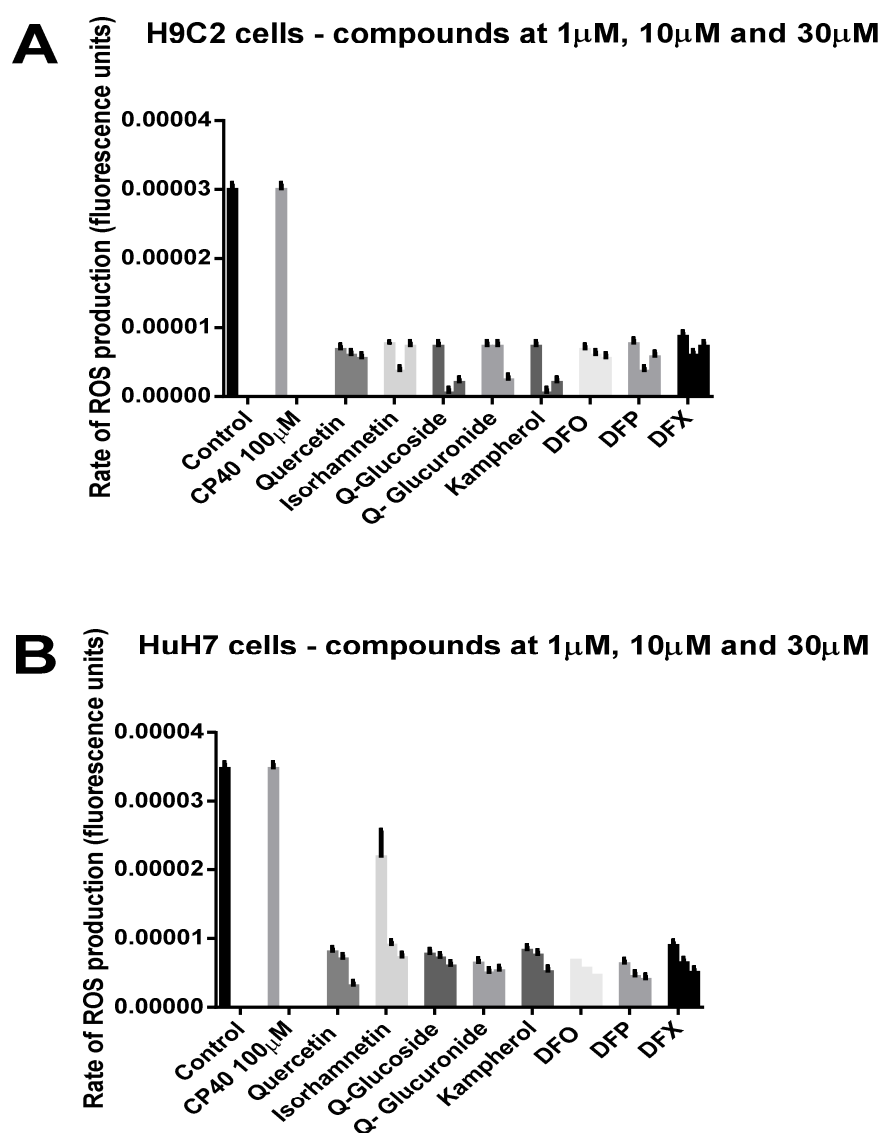 A
H9C2 cells - compounds at 1μM, 10μM and 30μM
Rate of ROS production (fluorescence units)
0.00004
0.00003
0.00002
0.00001
0.00000
Control
CP40 100μM
Quercetin
Isorhamnetin
Q-Glucoside
Q- Glucuronide
Kampherol
DFO
DFP
DFX
B
HuH7 cells - compounds at 1μM, 10μM and 30μM
Rate of ROS production (fluorescence units)
0.00004
0.00003
0.00002
0.00001
0.00000
Control
CP40 100μM
Quercetin
Isorhamnetin
Q-Glucoside
Q- Glucuronide
Kampherol
DFO
DFP
DFX